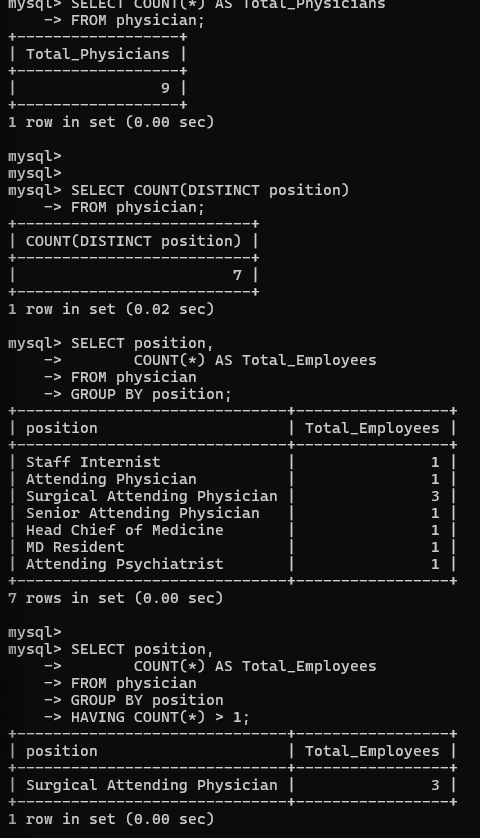 mysql> SELECT COUNT(*) AS Total_Physicians
    -> FROM physician;
+------------------+
| Total_Physicians |
+------------------+
|                9 |
+------------------+
1 row in set (0.00 sec)

mysql>
mysql>
mysql> SELECT COUNT(DISTINCT position)
    -> FROM physician;
+--------------------------+
| COUNT(DISTINCT position) |
+--------------------------+
|                        7 |
+--------------------------+
1 row in set (0.02 sec)

mysql> SELECT position,
    ->        COUNT(*) AS Total_Employees
    -> FROM physician
    -> GROUP BY position;
+------------------------------+-----------------+
| position                     | Total_Employees |
+------------------------------+-----------------+
| Staff Internist              |               1 |
| Attending Physician          |               1 |
| Surgical Attending Physician |               3 |
| Senior Attending Physician   |               1 |
| Head Chief of Medicine       |               1 |
| MD Resident                  |               1 |
| Attending Psychiatrist       |               1 |
+------------------------------+-----------------+
7 rows in set (0.00 sec)

mysql>
mysql> SELECT position,
    ->        COUNT(*) AS Total_Employees
    -> FROM physician
    -> GROUP BY position
    -> HAVING COUNT(*) > 1;
+------------------------------+-----------------+
| position                     | Total_Employees |
+------------------------------+-----------------+
| Surgical Attending Physician |               3 |
+------------------------------+-----------------+
1 row in set (0.00 sec)